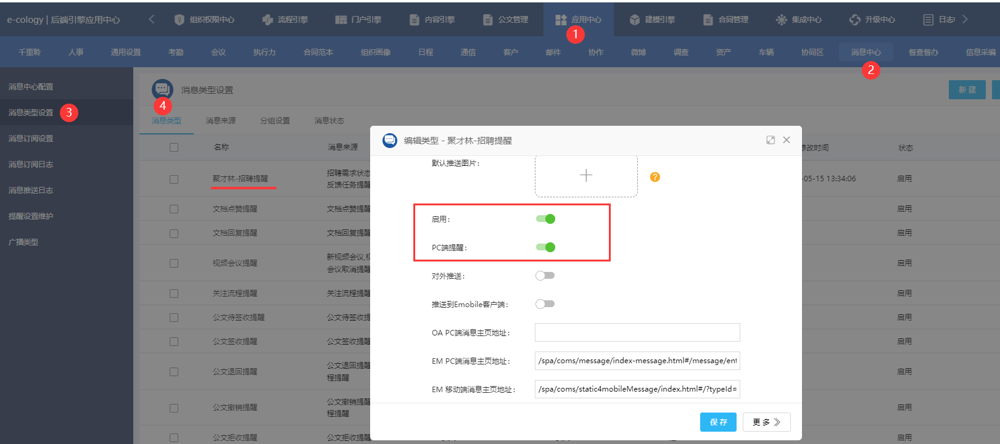 e-cology | 后端引擎应用中心
组织权限中心
流程引擎
门户引擎
内容引擎
公文管理
应用中心
建模引擎
合同管理
集成中心
升级中心
日志
1
千里聆
人事
通用设置
考勤
会议
执行力
合同范本
组织画像
日程
通信
客户
邮件
协作
微博
调查
资产
车辆
协同区
消息中心
督查督办
信息采编
2
消息中心配置
消息类型设置
3
消息订阅设置
消息订阅日志
消息推送日志
提醒设置维护
广播类型
消息类型设置
新 建
4
消息类型
消息来源
分组设置
消息状态
名称
消息来源
修改时间
状态
聚才林-招聘提醒
招聘需求状态
反馈任务提醒
-05-15 13:34:06
启用
文档点赞提醒
文档点赞提醒
启用
文档回复提醒
文档回复提醒
启用
视频会议提醒
新视频会议,视
会议取消提醒
启用
关注流程提醒
关注流程提醒
启用
公文待签收提醒
公文待签收提
启用
公文签收提醒
公文签收提醒
启用
公文退回提醒
公文退回提醒
程提醒
启用
公文撤销提醒
公文撤销提醒
程提醒
启用
公文拒收提醒
公文拒收提醒
启用
编辑类型 - 聚才林-招聘提醒
默认推送图片：
?
启用：
PC端提醒：
对外推送：
推送到Emobile客户端：
OA PC端消息主页地址：
EM PC端消息主页地址：
/spa/coms/message/index-message.html#/message/ent
EM 移动端消息主页地址：
/spa/coms/static4mobileMessage/index.html#/?typeId=
保 存
更 多